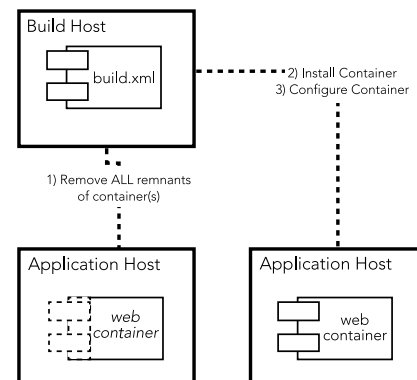 Build Host
build.xml
2) Install Container
3) Configure Container
1) Remove ALL remnants
of container(s)
Application Host
web
container
Application Host
web
container